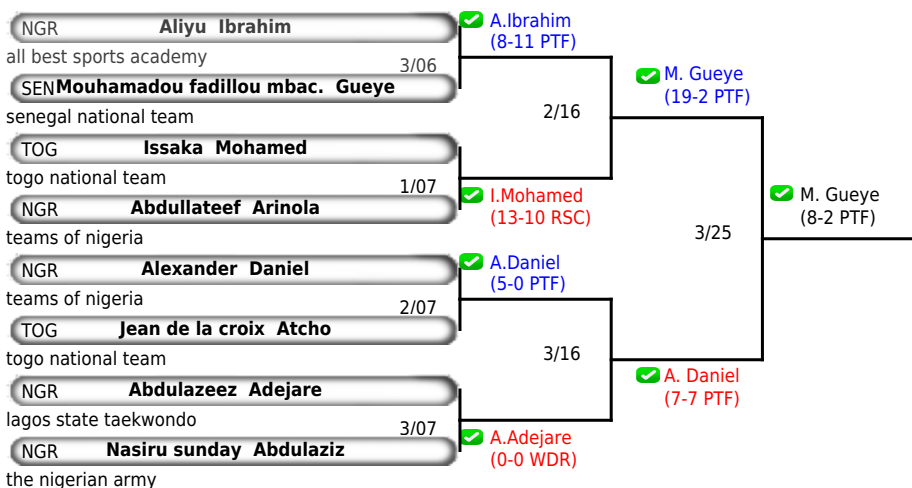 NGR Aliyu Ibrahim
all best sports academy
3/06
SEN Mouhamadou fadillou mbac. Gueye
senegal national team
TOG Issaka Mohamed
togo national team
1/07
NGR Abdullateef Arinola
teams of nigeria
NGR Alexander Daniel
teams of nigeria
2/07
TOG Jean de la croix Atcho
togo national team
NGR Abdulazeez Adejare
lagos state taekwondo
3/07
NGR Nasiru sunday Abdulaziz
the nigerian army
A.Ibrahim
(8-11 PTF)
2/16
I.Mohamed
(13-10 RSC)
A.Daniel
(5-0 PTF)
3/16
A.Adejare
(0-0 WDR)
M. Gueye
(19-2 PTF)
3/25
A. Daniel
(7-7 PTF)
M. Gueye
(8-2 PTF)